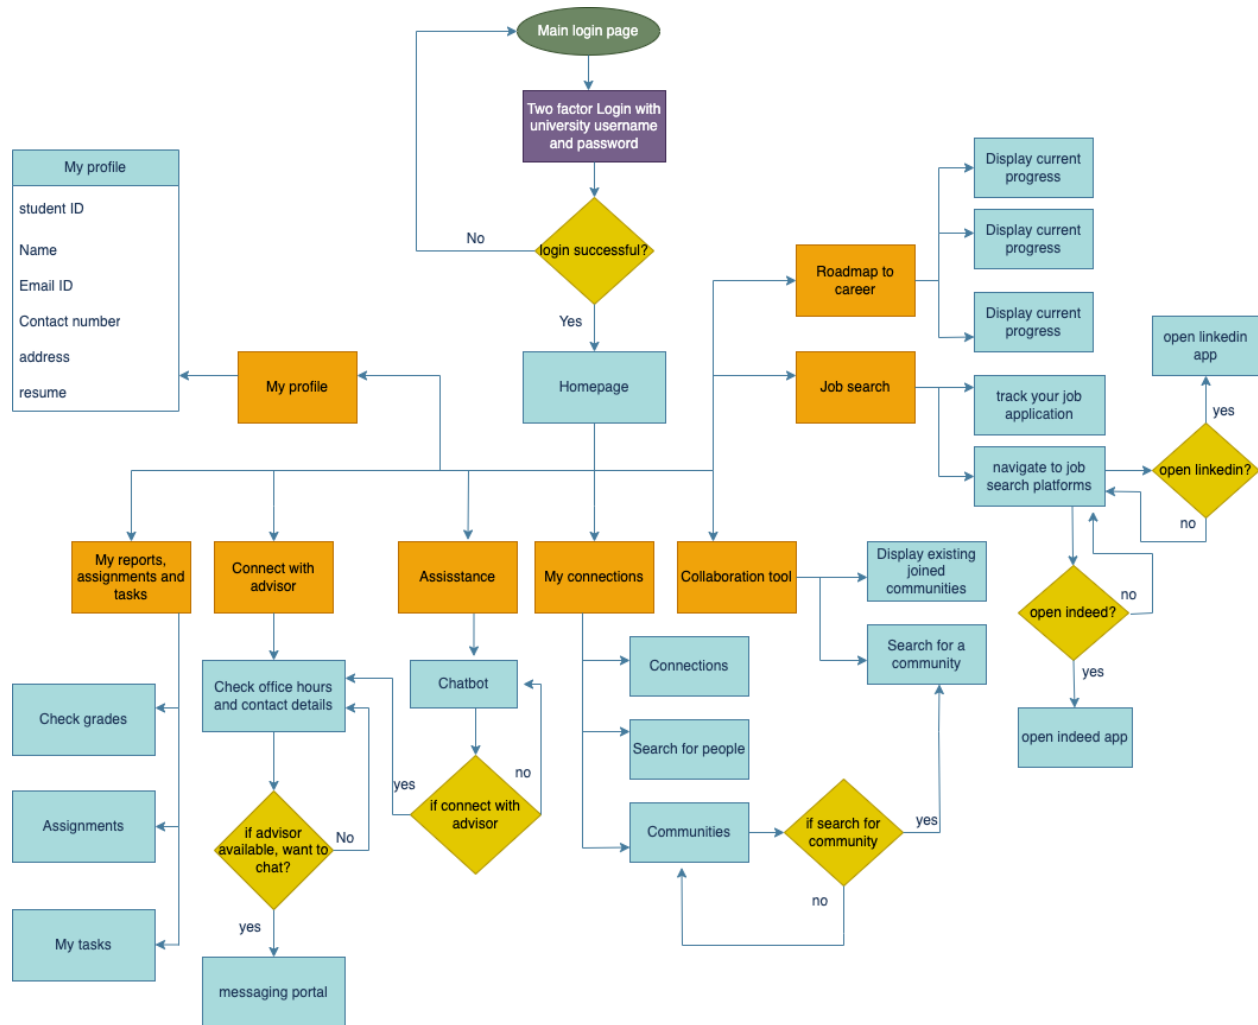 Main login page
Two factor Login with
university username
and password
login successful?
No
Yes
Homepage
My profile
student ID
Name
Email ID
Contact number
address
resume
My profile
Roadmap to
career
Display current
progress
Display current
progress
Display current
progress
Job search
track your job
application
navigate to job
search platforms
open linkedin
app
yes
open linkedin?
no
open indeed?
no
yes
open indeed app
My reports,
assignments and
tasks
Check grades
Assignments
My tasks
Connect with
advisor
Check office hours
and contact details
if advisor
available, want to
chat?
No
yes
messaging portal
Assisstance
Chatbot
if connect with
advisor
yes
no
My connections
Connections
Search for people
Communities
if search for
community
yes
no
Collaboration tool
Display existing
joined
communities
Search for a
community